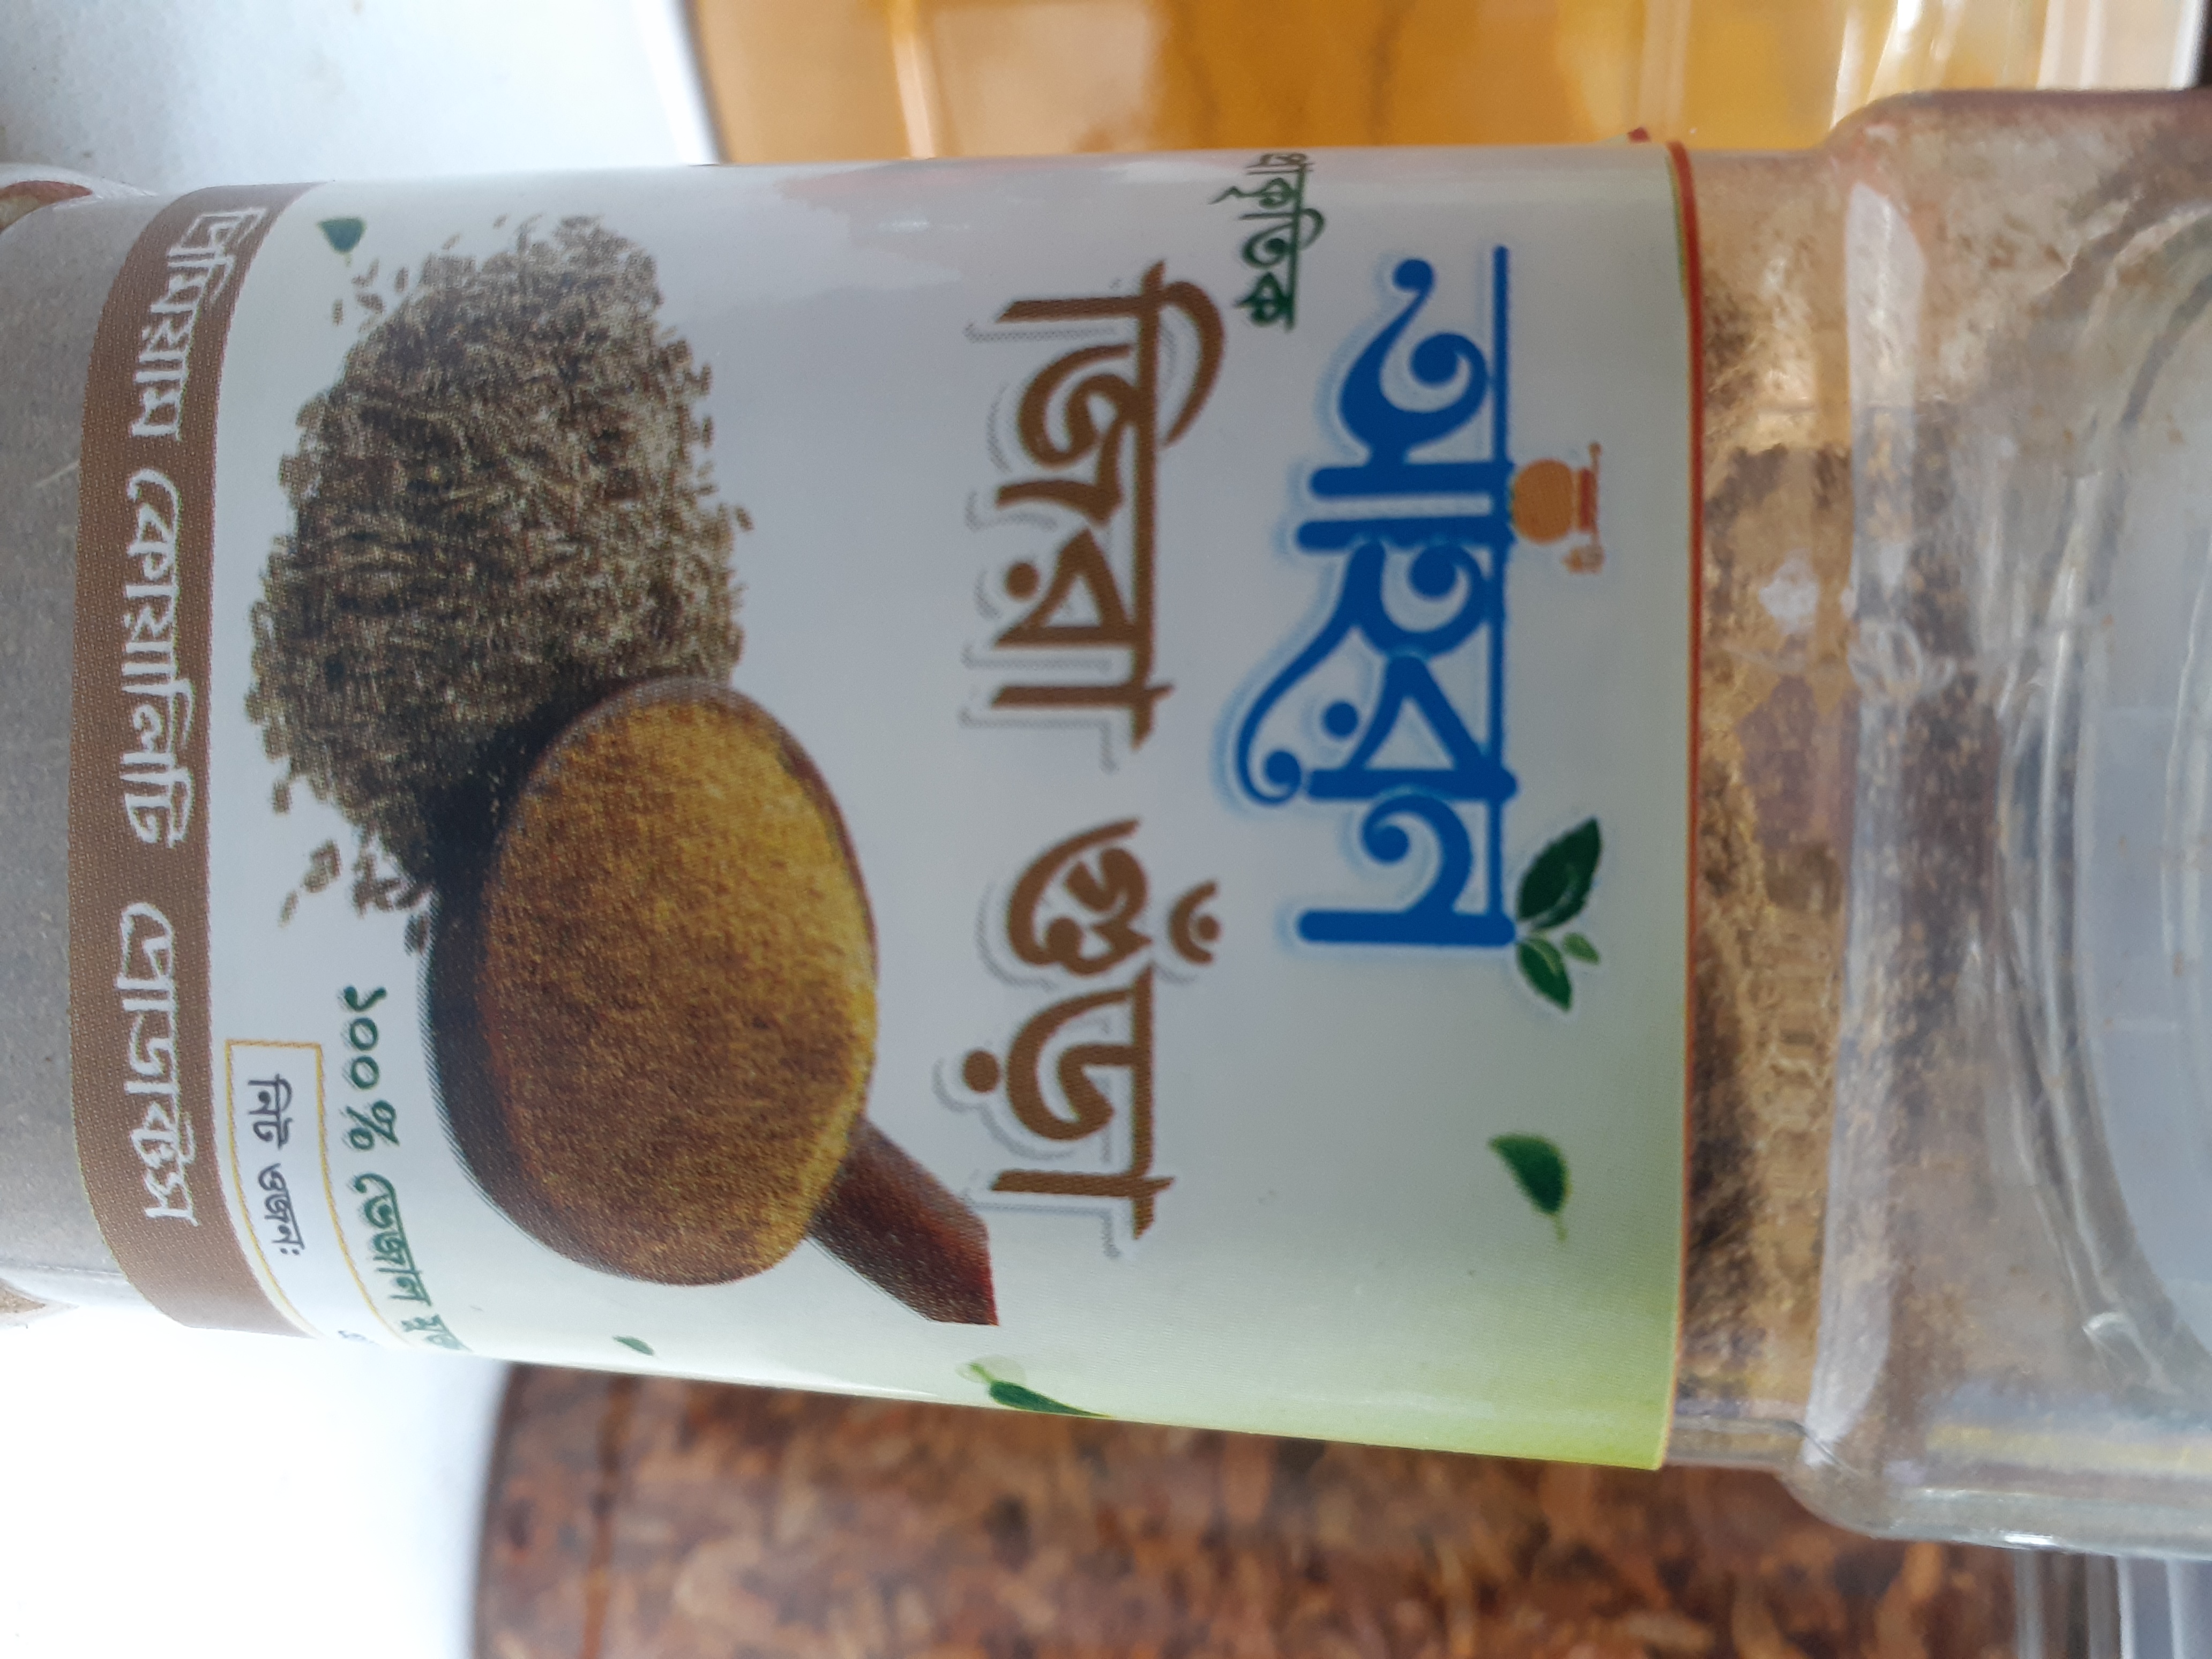 আহরন
প্রাকৃতিক
জিরা গুঁড়া
১০০% ভেজাল
নিট ওজন:
প্রিমিয়াম কোয়ালিটি প্রোডাক্টস